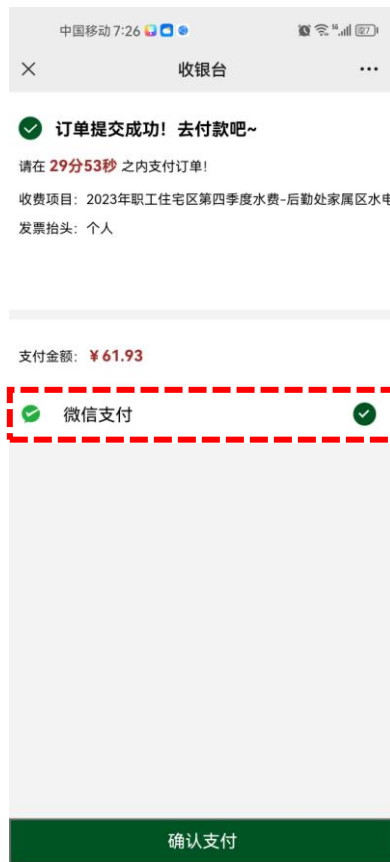 中国移动 7:26
收银台
订单提交成功！去付款吧~
请在 29分53秒 之内支付订单！
收费项目：2023年职工住宅区第四季度水费-后勤处家属区水电
发票抬头：个人
支付金额：￥61.93
微信支付
确认支付